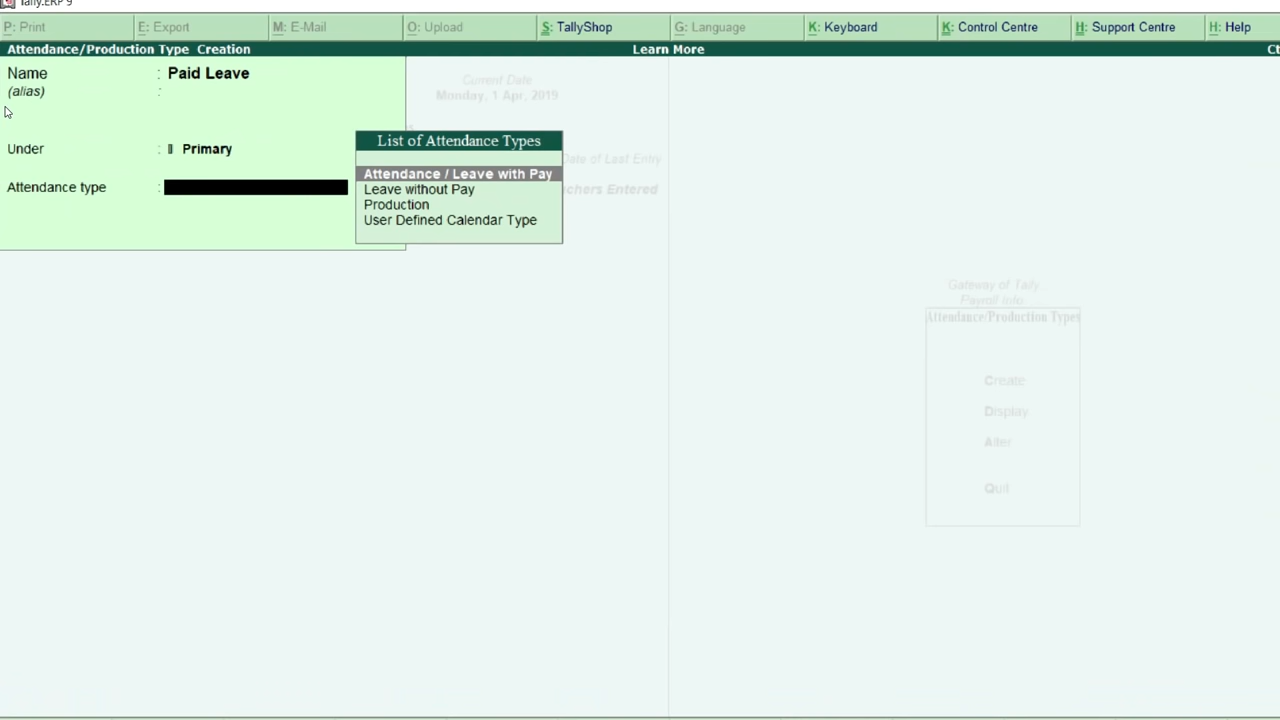 Tally.ERP 9
P: Print E: Export M: E-Mail O: Upload S: TallyShop G: Language K: Keyboard K: Control Centre H: Support Centre H: Help
Attendance/Production Type Creation Learn More
Name : Paid Leave
(alias) :
Current Date
Monday, 1 Apr, 2019
List of Attendance Types
Under : Primary
Date of Last Entry
Attendance / Leave with Pay
Attendance type :
Leave without Pay
Production
User Defined Calendar Type
Gateway of Tally...
Payroll Info.
Attendance/Production Types
Create
Display
Alter
Quit